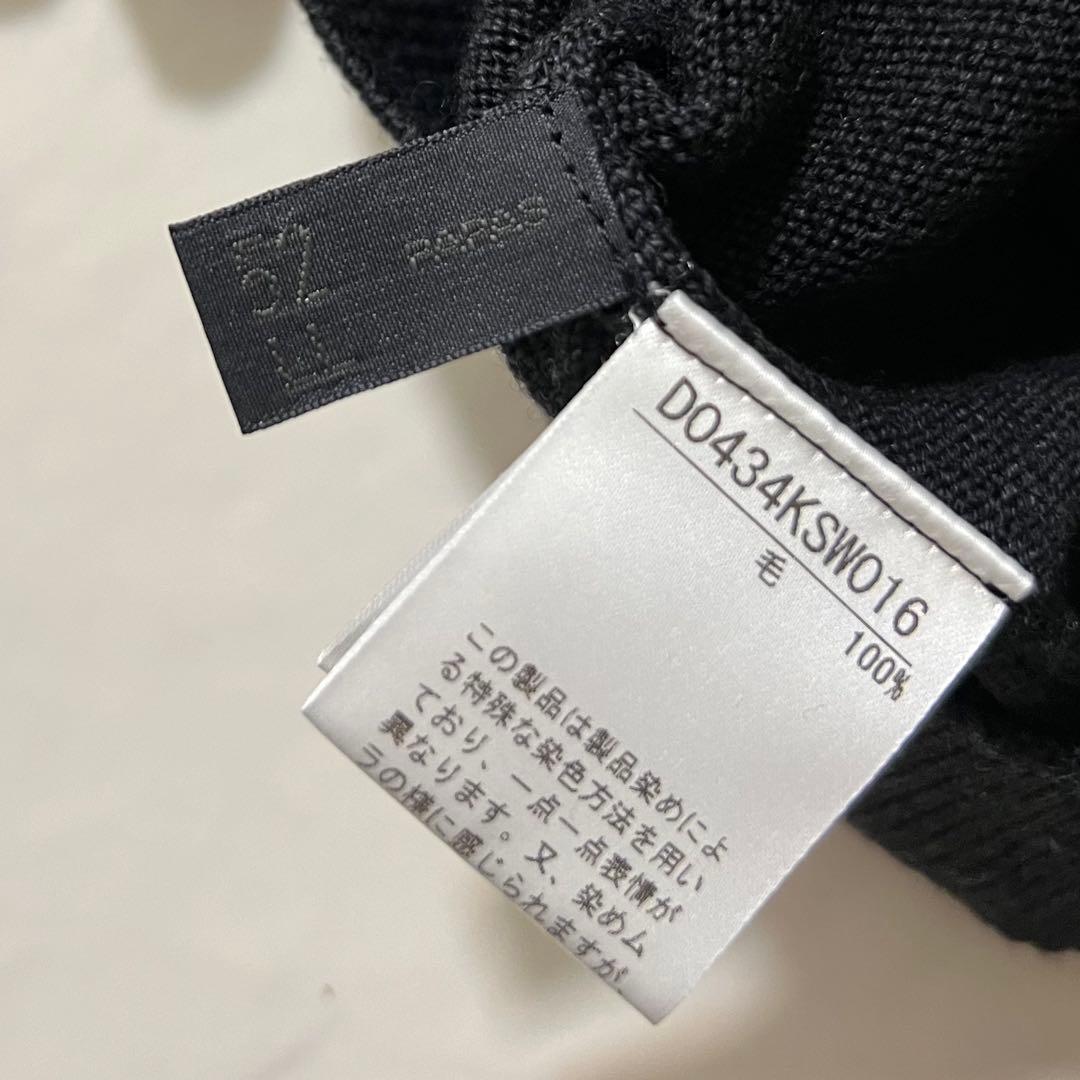 52
LL
D0434KSW016
毛
100%
この製品は製品染めによ
る特殊な染色方法を用い
ており、一点一点表情が
異なります。又、染めム
ラの様に感じられますが、